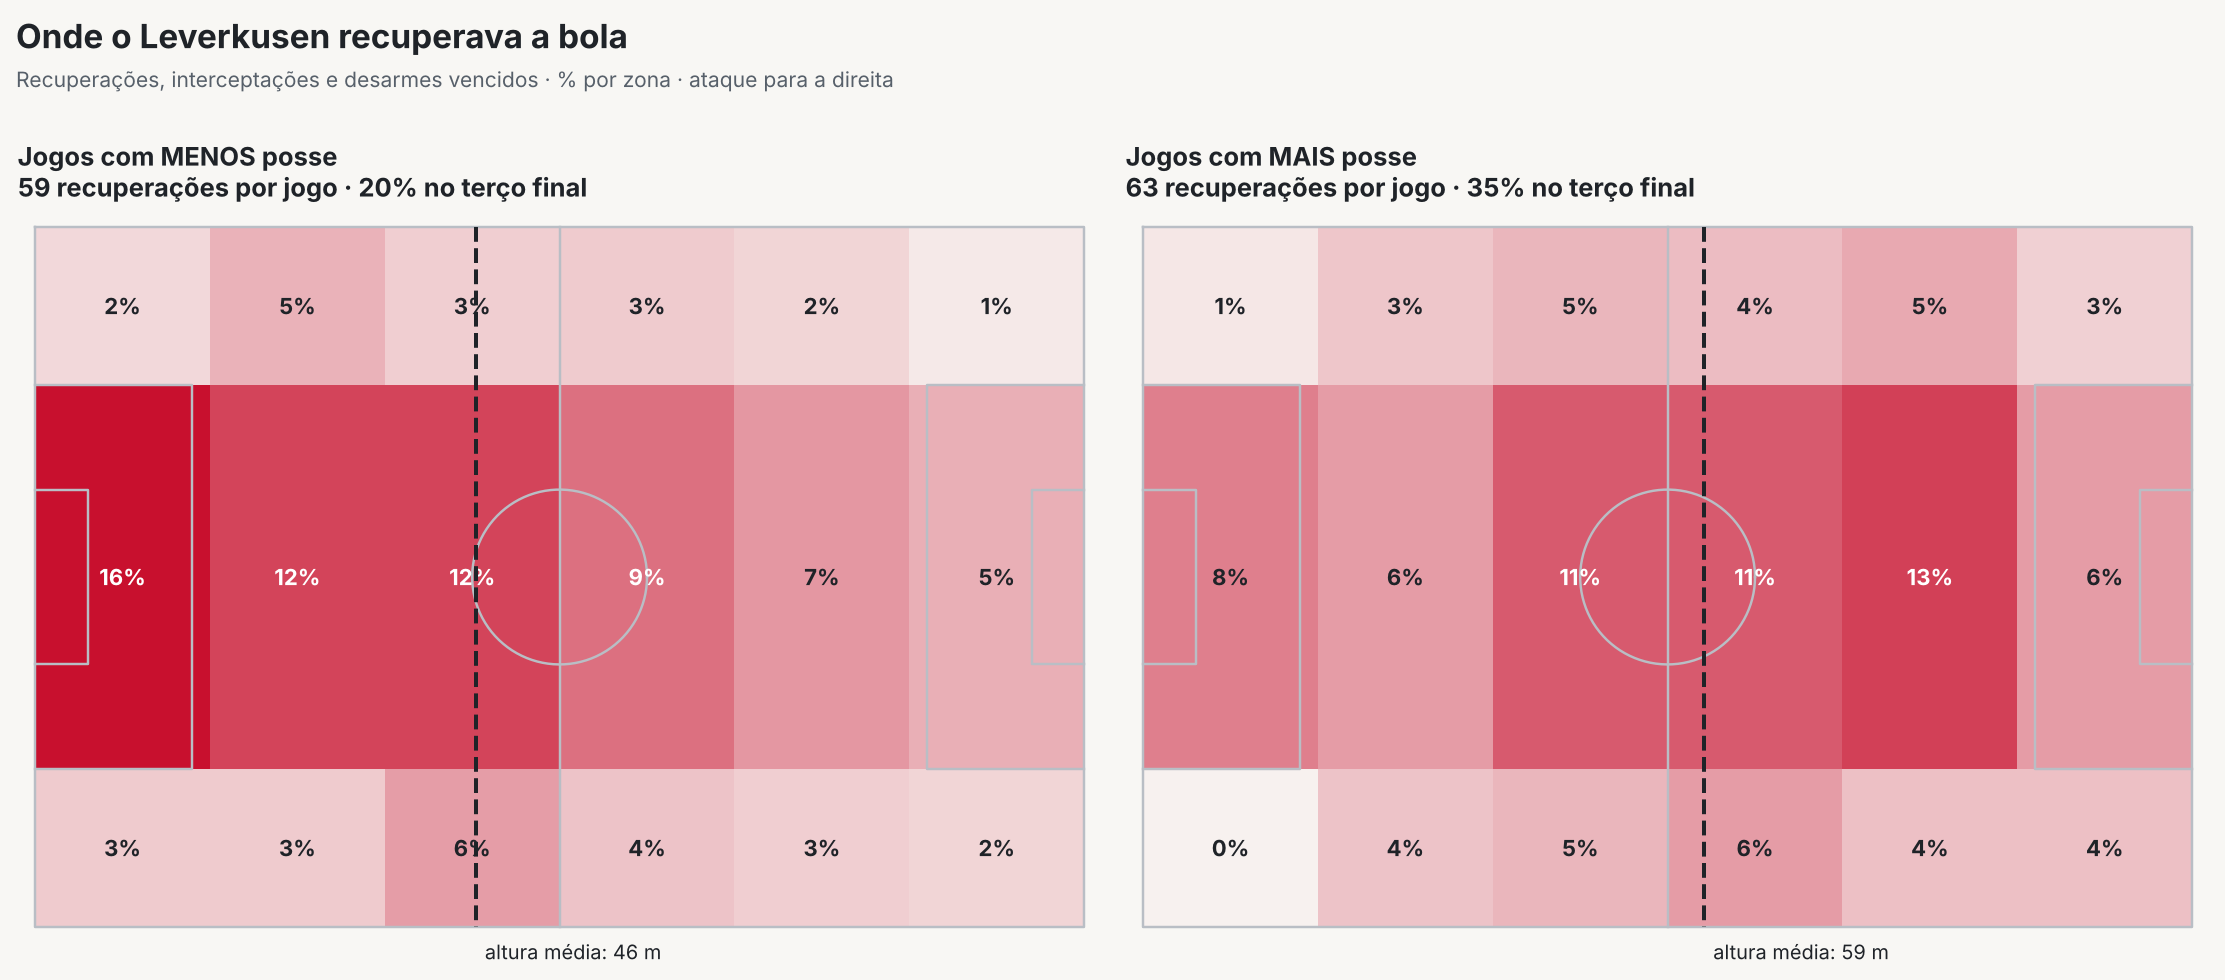 Onde o Leverkusen recuperava a bola
Recuperações, interceptações e desarmes vencidos · % por zona · ataque para a direita
Jogos com MENOS posse
59 recuperações por jogo · 20% no terço final
2% 5% 3% 3% 2% 1%
16% 12% 12% 9% 7% 5%
3% 3% 6% 4% 3% 2%
altura média: 46 m
Jogos com MAIS posse
63 recuperações por jogo · 35% no terço final
1% 3% 5% 4% 5% 3%
8% 6% 11% 11% 13% 6%
0% 4% 5% 6% 4% 4%
altura média: 59 m